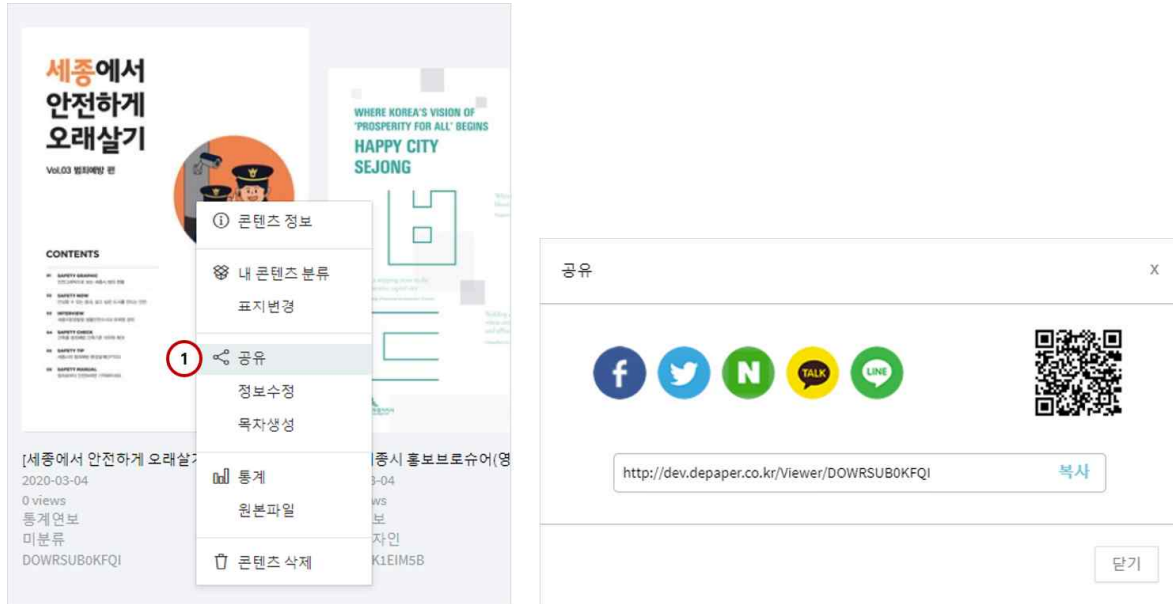 세종에서
안전하게
오래살기
Vol.03 범죄예방 편
CONTENTS
01 SAFETY GRAPHIC
02 SAFETY NEW
03 INTERVIEW
04 SAFETY CHECK
05 SAFETY TIP
06 SAFETY MANUAL
WHERE KOREA'S VISION OF
'PROSPERITY FOR ALL' BEGINS
HAPPY CITY
SEJONG
콘텐츠 정보
내 콘텐츠 분류
표지변경
1 공유
정보수정
목차생성
통계
원본파일
콘텐츠 삭제
[세종에서 안전하게 오래살기
2020-03-04
0 views
통계연보
미분류
DOWRSUB0KFQI
종시 홍보브로슈어(영
-04
ws
보
자인
K1EIM5B
공유 X
f N TALK LINE
http://dev.depaper.co.kr/Viewer/DOWRSUB0KFQI 복사
닫기